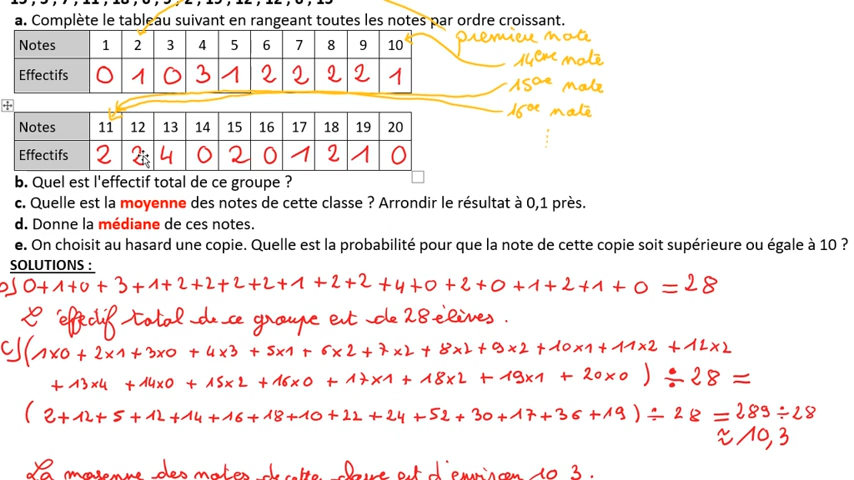 a. Complète le tableau suivant en rangeant toutes les notes par ordre croissant.
première note
14ème note
15ème note
16ème note
Notes 1 2 3 4 5 6 7 8 9 10
Effectifs 0 1 0 3 1 2 2 2 2 1
Notes 11 12 13 14 15 16 17 18 19 20
Effectifs 2 2 4 0 2 0 1 2 1 0
b. Quel est l'effectif total de ce groupe ?
c. Quelle est la moyenne des notes de cette classe ? Arrondir le résultat à 0,1 près.
d. Donne la médiane de ces notes.
e. On choisit au hasard une copie. Quelle est la probabilité pour que la note de cette copie soit supérieure ou égale à 10 ?
SOLUTIONS :
0+1+0+3+1+2+2+2+2+1+2+2+4+0+2+0+1+2+1+0 = 28
L'effectif total de ce groupe est de 28 élèves.
c) (1×0 + 2×1 + 3×0 + 4×3 + 5×1 + 6×2 + 7×2 + 8×2 + 9×2 + 10×1 + 11×2 + 12×2
+ 13×4 + 14×0 + 15×2 + 16×0 + 17×1 + 18×2 + 19×1 + 20×0 ) ÷ 28 =
( 2+12+5+12+14+16+18+10+22+24+52+30+17+36+19 ) ÷ 28 = 289÷28
≈ 10,3
La moyenne des notes de cette classe est d'environ 10,3.